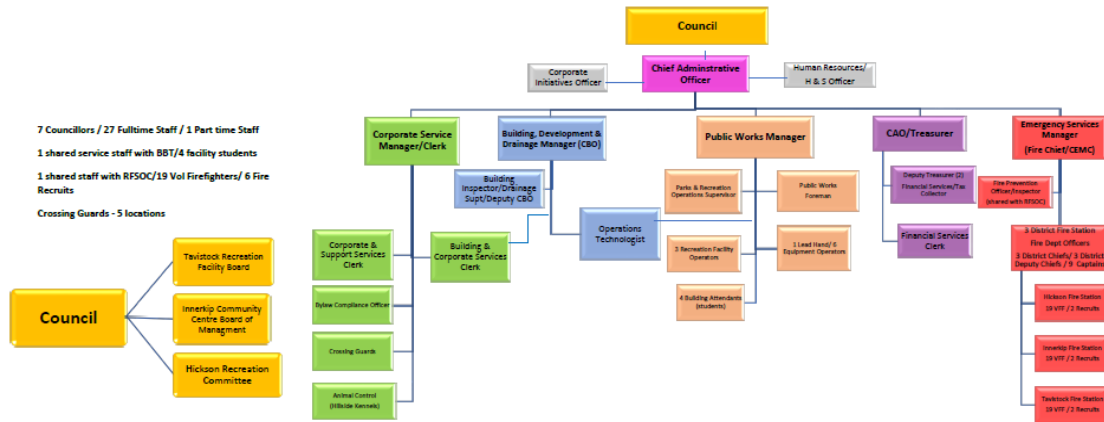 Council
Chief Adminstrative
Officer
Corporate
Initiatives Officer
Human Resources/
H & S Officer
7 Councillors / 27 Fulltime Staff / 1 Part time Staff
1 shared service staff with BBT/4 facility students
1 shared staff with RFSOC/19 Vol Firefighters/ 6 Fire
Recruits
Crossing Guards - 5 locations
Corporate Service
Manager/Clerk
Building, Development &
Drainage Manager (CBO)
Public Works Manager
CAO/Treasurer
Emergency Services
Manager
(Fire Chief/CEMC)
Building
Inspector/Drainage
Supt/Deputy CBO
Parks & Recreation
Operations Supervisor
Public Works
Foreman
Deputy Treasurer (2)
Financial Services/Tax
Collector
Fire Prevention
Officer/Inspector
(shared with RFSOC)
Corporate &
Support Services
Clerk
Building &
Corporate Services
Clerk
Operations
Technologist
3 Recreation Facility
Operators
1 Lead Hand/ 6
Equipment Operators
Financial Services
Clerk
3 District Fire Station
Fire Dept Officers
3 District Chiefs/ 3 District
Deputy Chiefs / 9 Captains
Bylaw Compliance Officer
4 Building Attendants
(students)
Hickson Fire Station
19 VFF / 2 Recruits
Crossing Guards
Innerkip Fire Station
19 VFF / 2 Recruits
Animal Control
(Hillside Kennels)
Tavistock Fire Station
19 VFF / 2 Recruits
Council
Tavistock Recreation
Facility Board
Innerkip Community
Centre Board of
Managment
Hickson Recreation
Committee